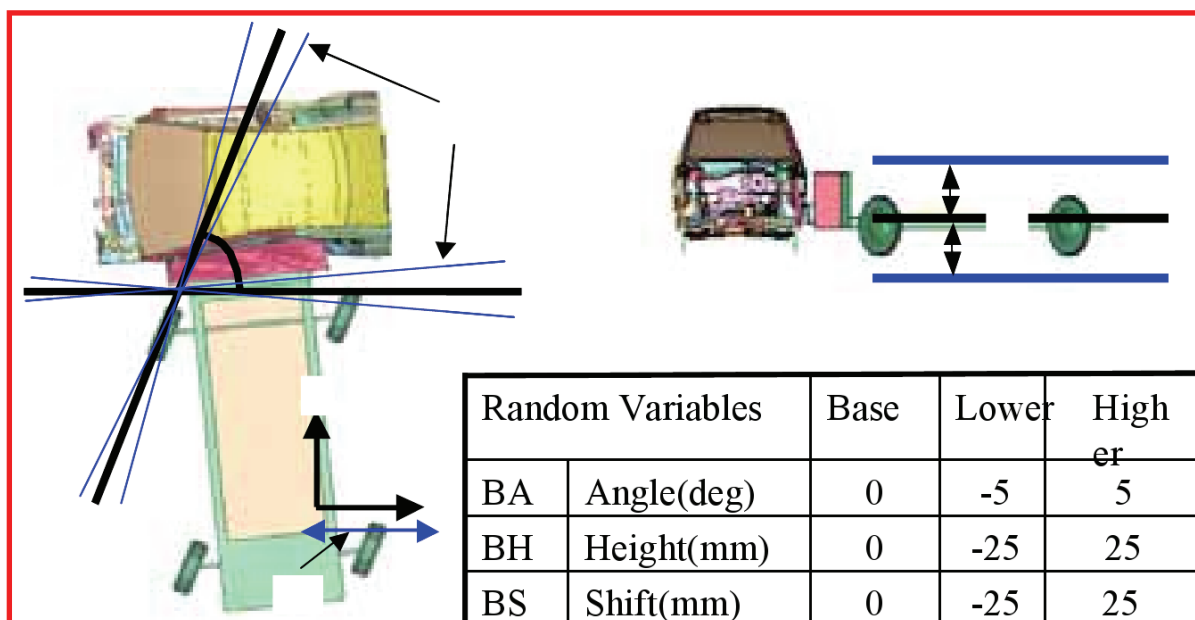 Random Variables Base Lower High
er
BA Angle(deg) 0 -5 5
BH Height(mm) 0 -25 25
BS Shift(mm) 0 -25 25